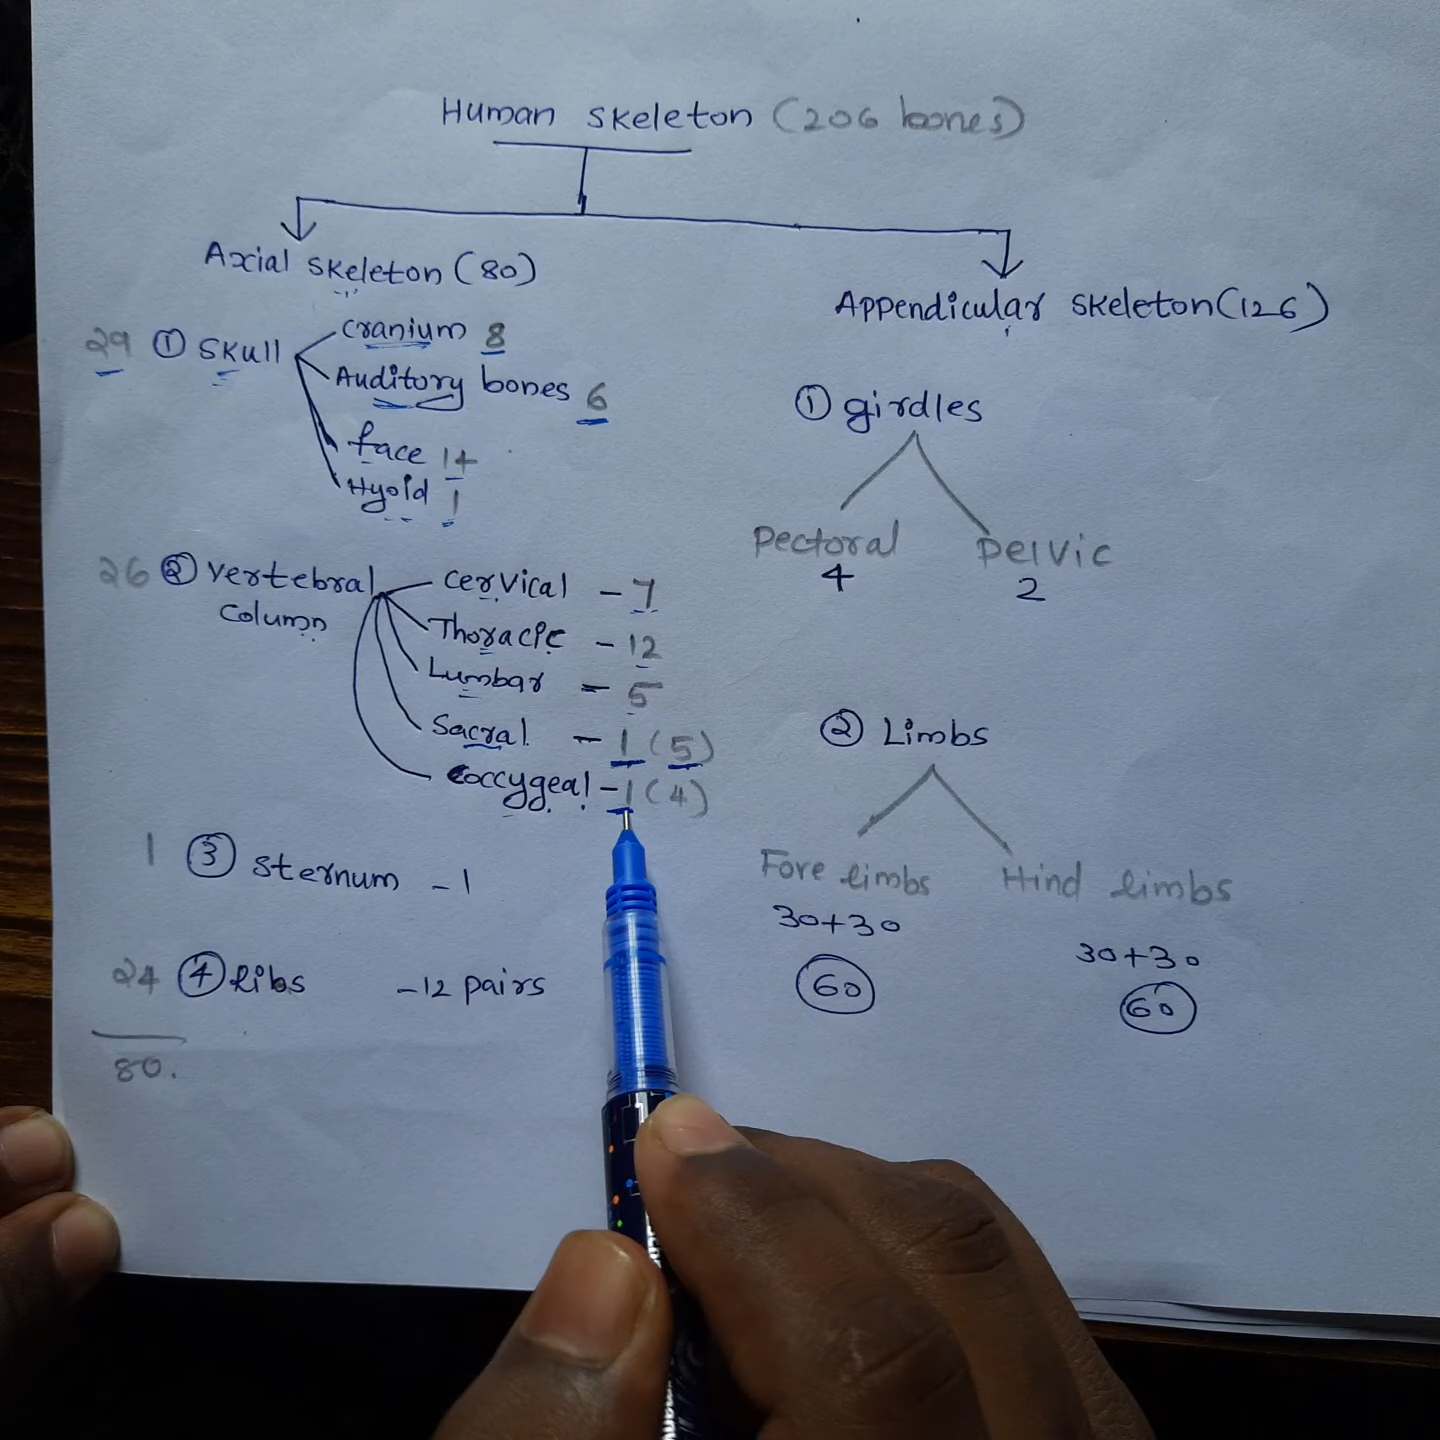 Human skeleton (206 bones)
Axial skeleton (80)
29 ① Skull
Cranium 8
Auditory bones 6
face 14
Hyoid 1
26 ② Vertebral column
Cervical - 7
Thoracic - 12
Lumbar - 5
Sacral - 1 (5)
Coccygeal - 1 (4)
1 ③ Sternum - 1
24 ④ Ribs - 12 pairs
80.
Appendicular skeleton (126)
① girdles
Pectoral 4
Pelvic 2
② Limbs
Fore limbs
30+30
60
Hind limbs
30+30
60